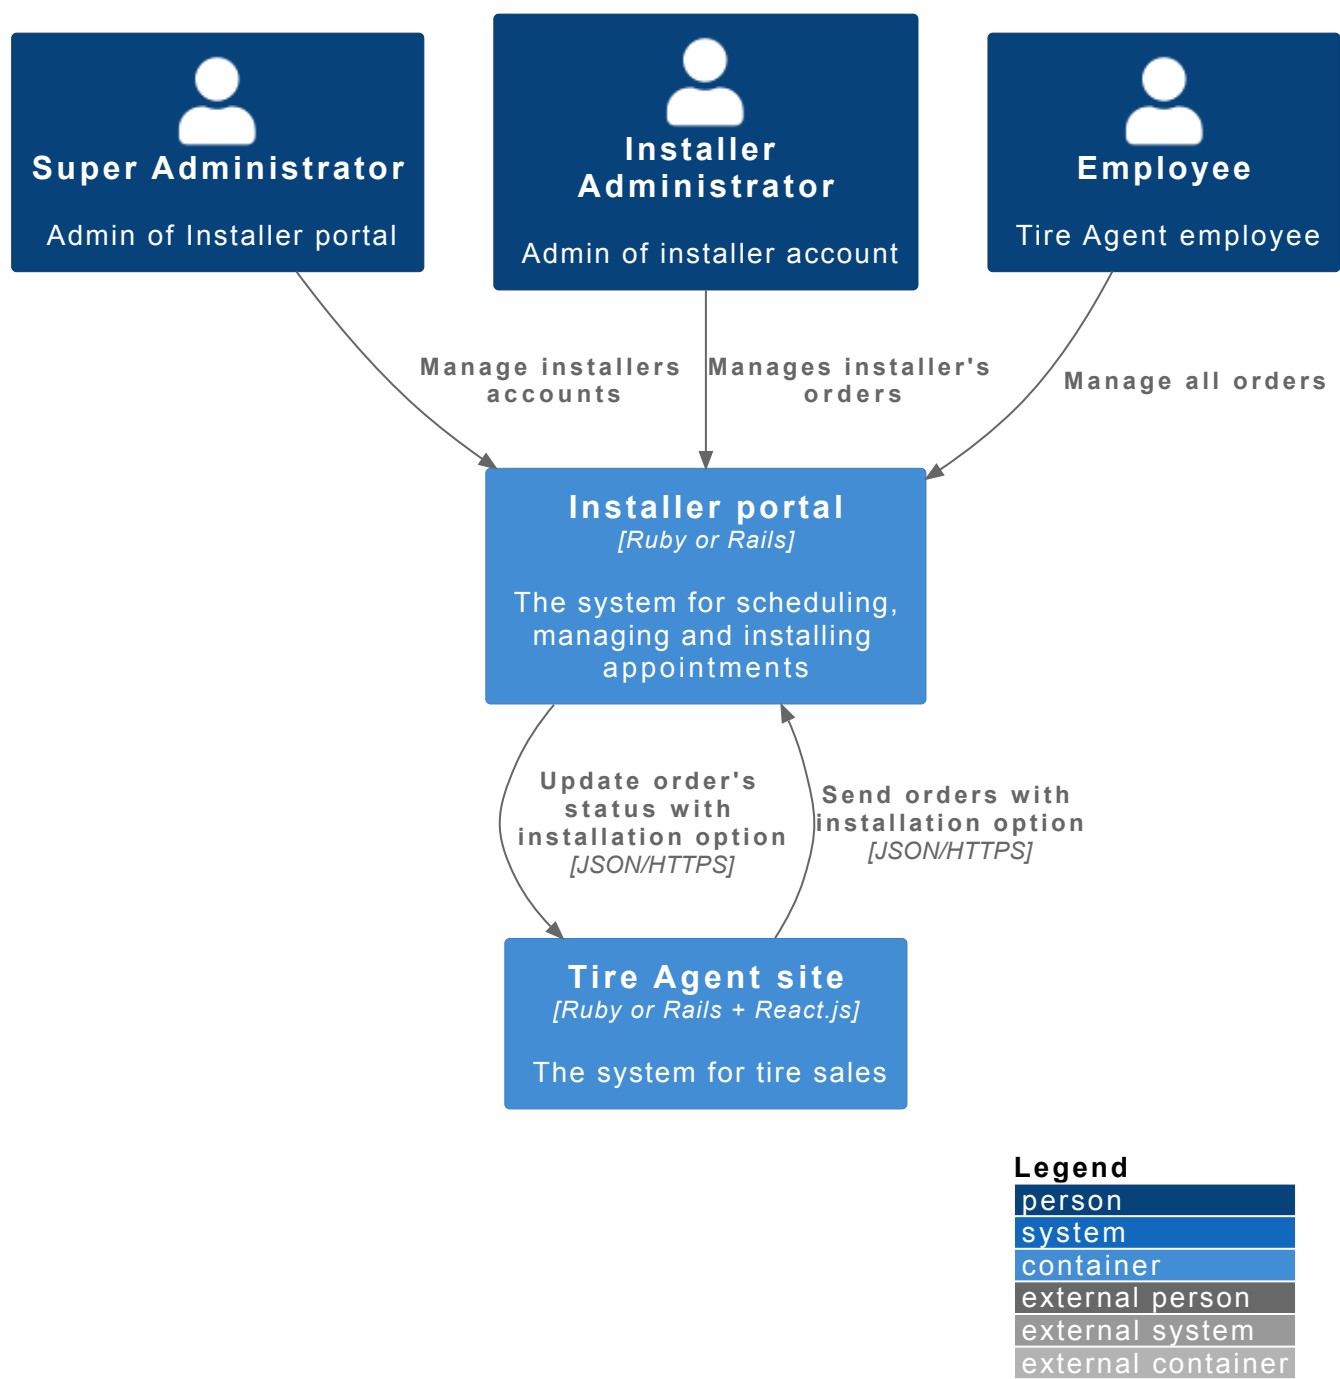 Super Administrator
Admin of Installer portal
Installer
Administrator
Admin of installer account
Employee
Tire Agent employee
Manage installers
accounts
Manages installer's
orders
Manage all orders
Installer portal
[Ruby or Rails]
The system for scheduling,
managing and installing
appointments
Update order's
status with
installation option
[JSON/HTTPS]
Send orders with
installation option
[JSON/HTTPS]
Tire Agent site
[Ruby or Rails + React.js]
The system for tire sales
Legend
person
system
container
external person
external system
external container